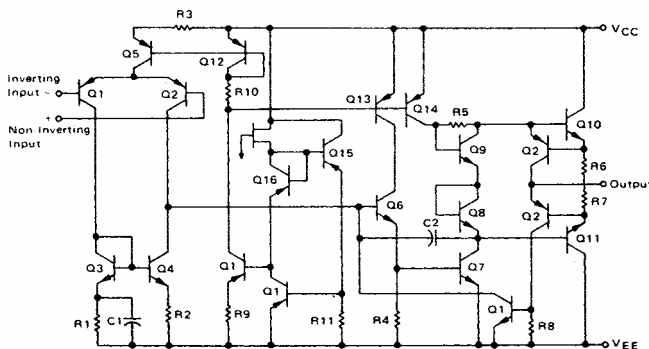 R3
VCC
Q5
Q12
Inverting
Input −
Q1
Q2
+
Non-Inverting
Input
R10
Q13
Q14
R5
Q10
Q9
Q2
R6
Output
R7
Q15
Q16
Q6
Q8
C2
Q2
Q11
Q3
Q4
Q1
Q1
Q7
Q1
R1
C1
R2
R9
R11
R4
R8
VEE